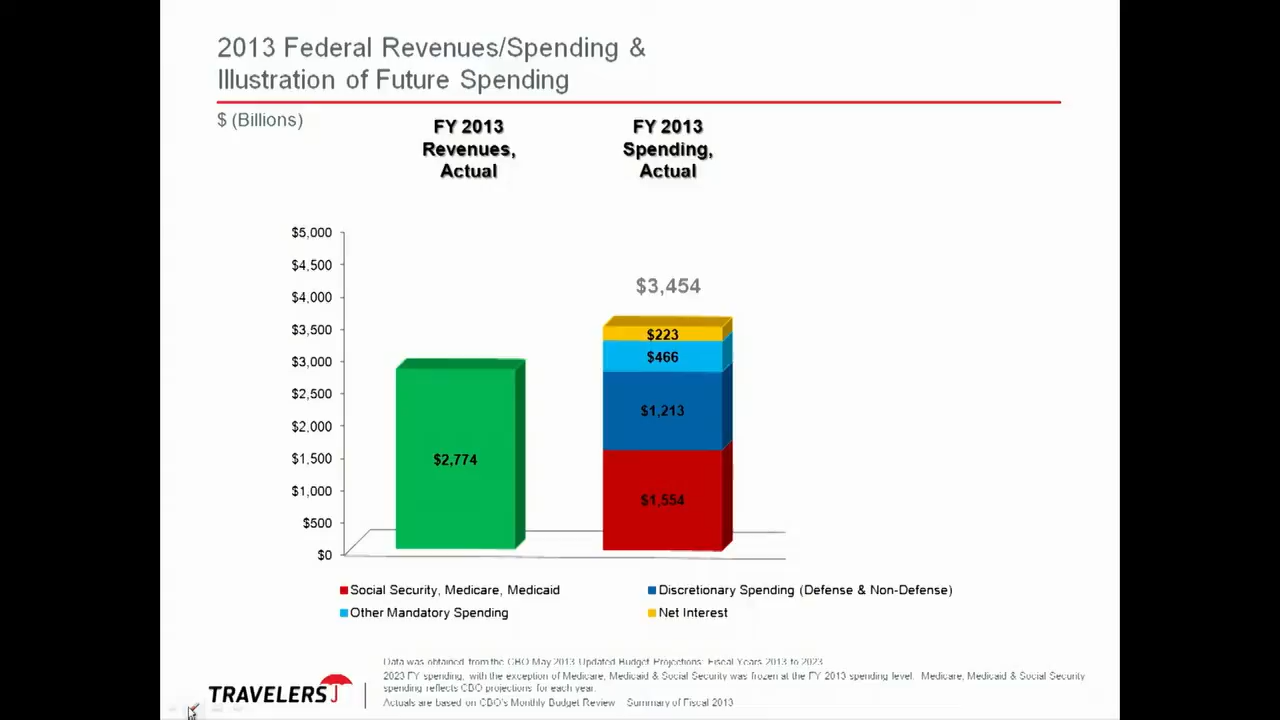 2013 Federal Revenues/Spending &
Illustration of Future Spending
$ (Billions)
FY 2013
Revenues,
Actual
FY 2013
Spending,
Actual
$5,000
$4,500
$4,000
$3,500
$3,000
$2,500
$2,000
$1,500
$1,000
$500
$0
$2,774
$3,454
$223
$466
$1,213
$1,554
Social Security, Medicare, Medicaid
Discretionary Spending (Defense & Non-Defense)
Other Mandatory Spending
Net Interest
TRAVELERS
Data was obtained from the CBO May 2013 Updated Budget Projections: Fiscal Years 2013 to 2023
2023 FY spending, with the exception of Medicare, Medicaid & Social Security was frozen at the FY 2013 spending level. Medicare, Medicaid & Social Security
spending reflects CBO projections for each year.
Actuals are based on CBO's Monthly Budget Review – Summary of Fiscal 2013